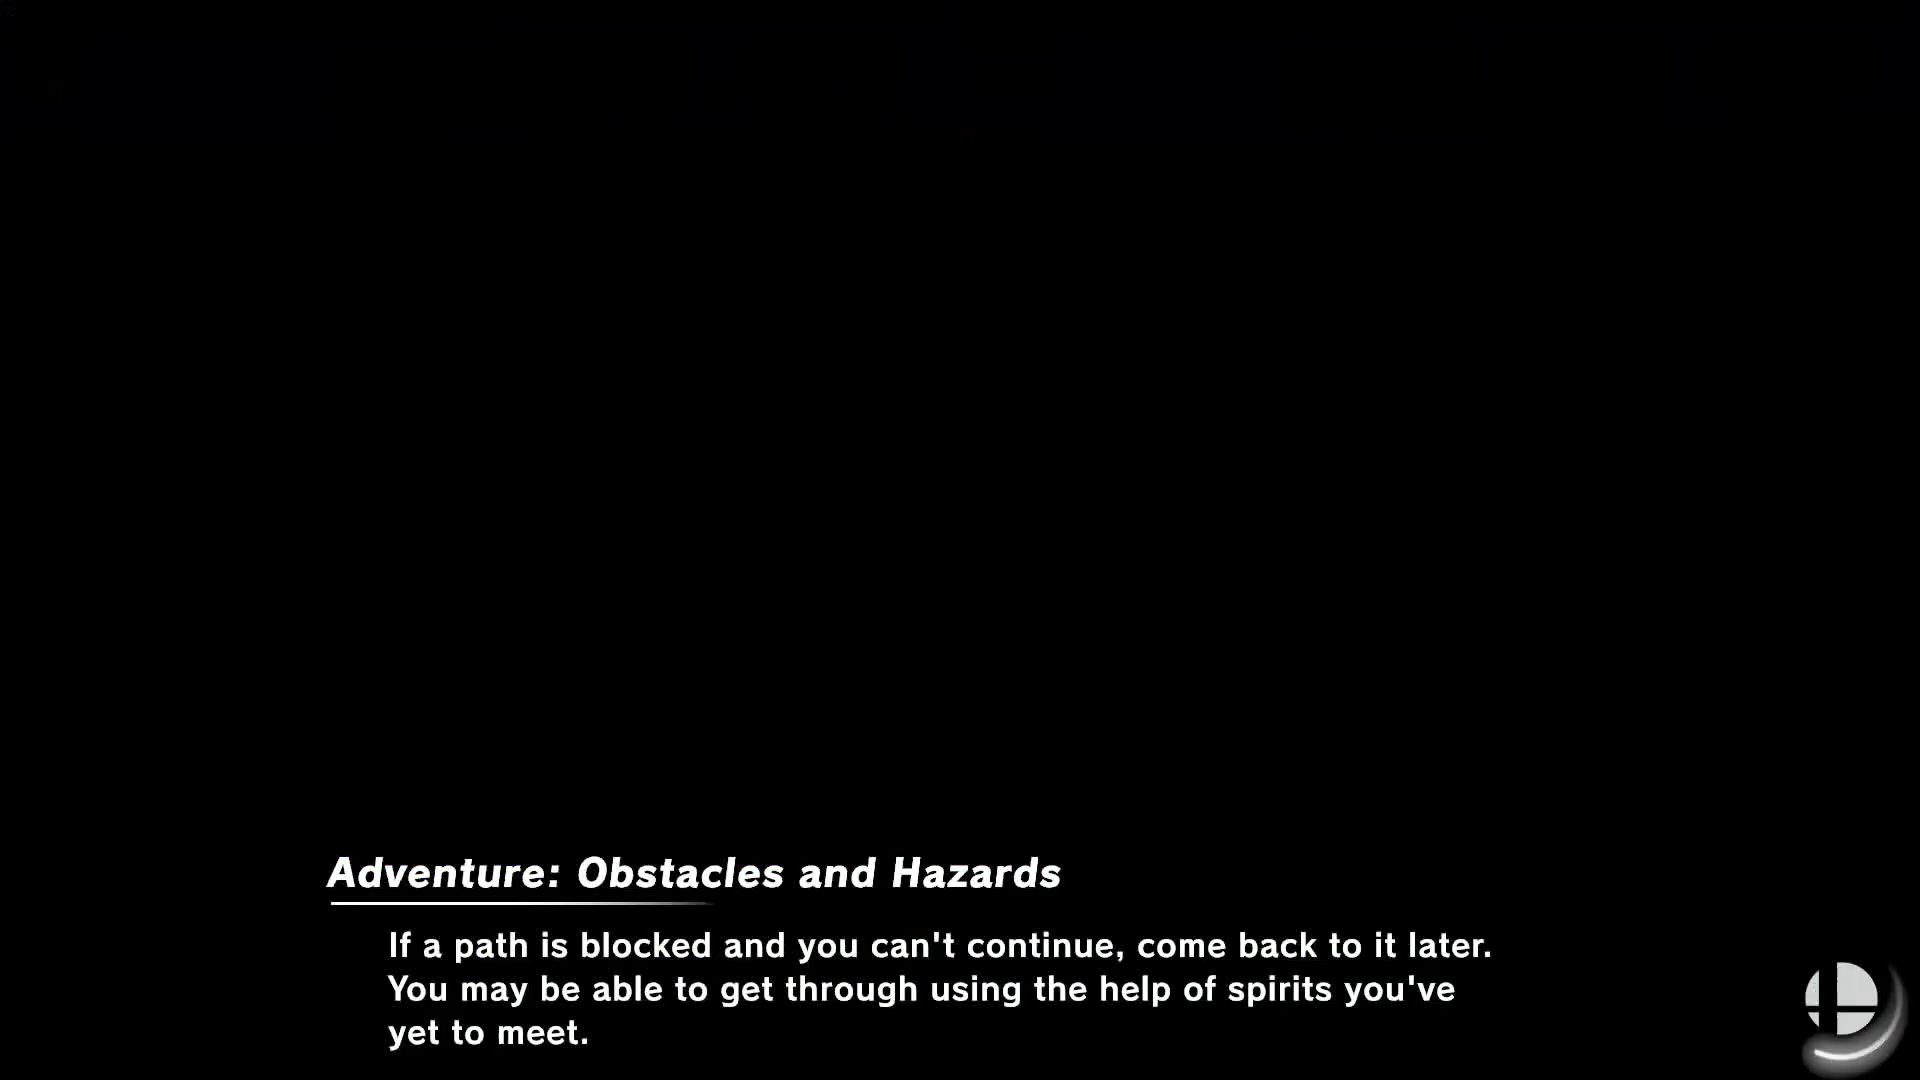 Adventure: Obstacles and Hazards
If a path is blocked and you can't continue, come back to it later.
You may be able to get through using the help of spirits you've
yet to meet.